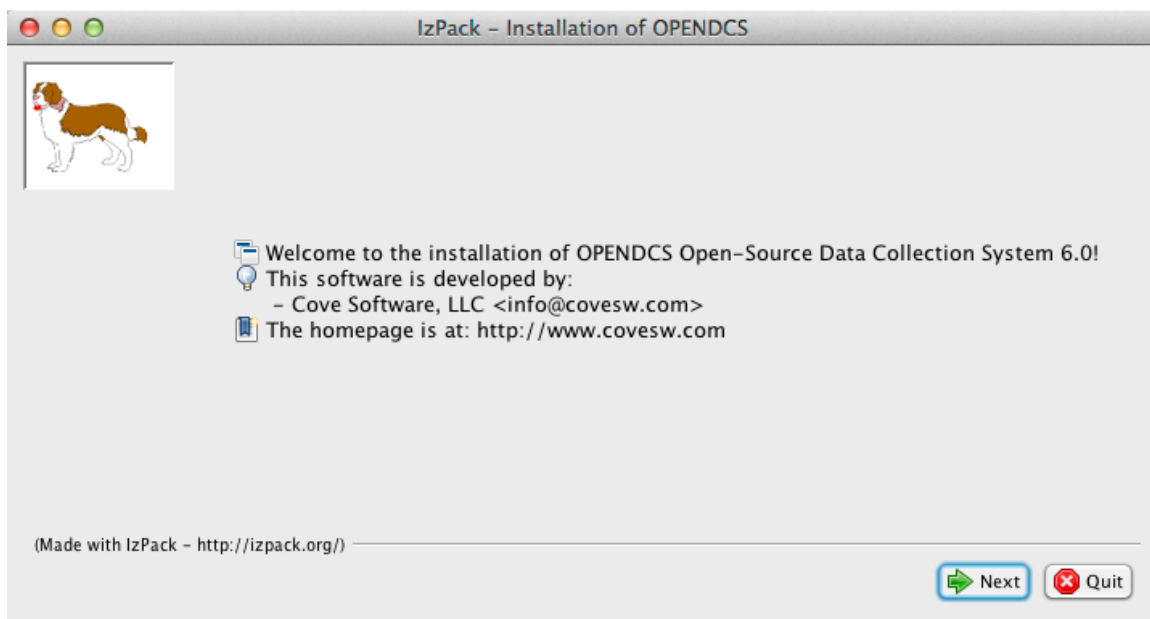 IzPack – Installation of OPENDCS
Welcome to the installation of OPENDCS Open-Source Data Collection System 6.0!
This software is developed by:
– Cove Software, LLC <info@covesw.com>
The homepage is at: http://www.covesw.com
(Made with IzPack – http://izpack.org/)
Next Quit